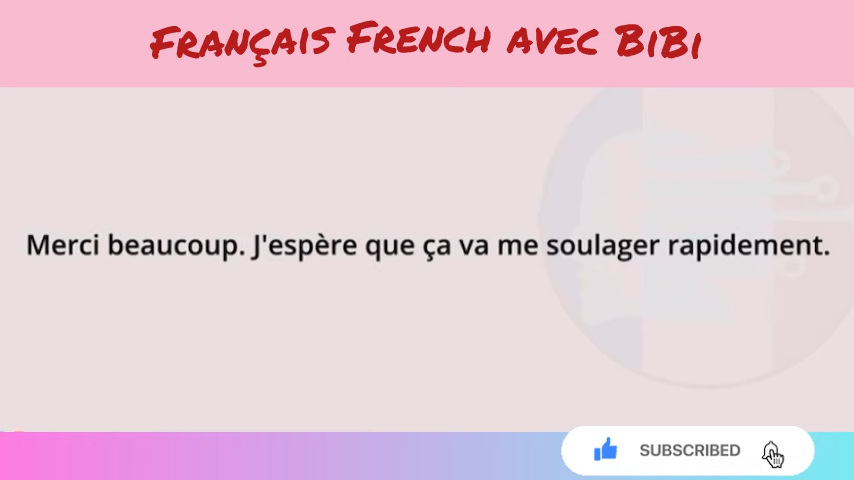 Français French avec BiBi
Merci beaucoup. J'espère que ça va me soulager rapidement.
SUBSCRIBED